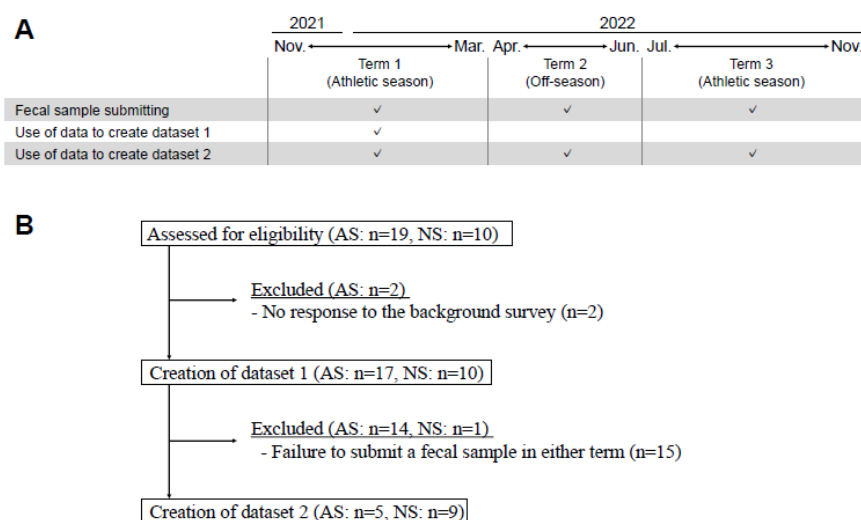 A
2021 2022
Nov. Mar. Apr. Jun. Jul. Nov.
Term 1 Term 2 Term 3
(Athletic season) (Off-season) (Athletic season)
Fecal sample submitting ✓ ✓ ✓
Use of data to create dataset 1 ✓
Use of data to create dataset 2 ✓ ✓ ✓
B
Assessed for eligibility (AS: n=19, NS: n=10)
Excluded (AS: n=2)
- No response to the background survey (n=2)
Creation of dataset 1 (AS: n=17, NS: n=10)
Excluded (AS: n=14, NS: n=1)
- Failure to submit a fecal sample in either term (n=15)
Creation of dataset 2 (AS: n=5, NS: n=9)